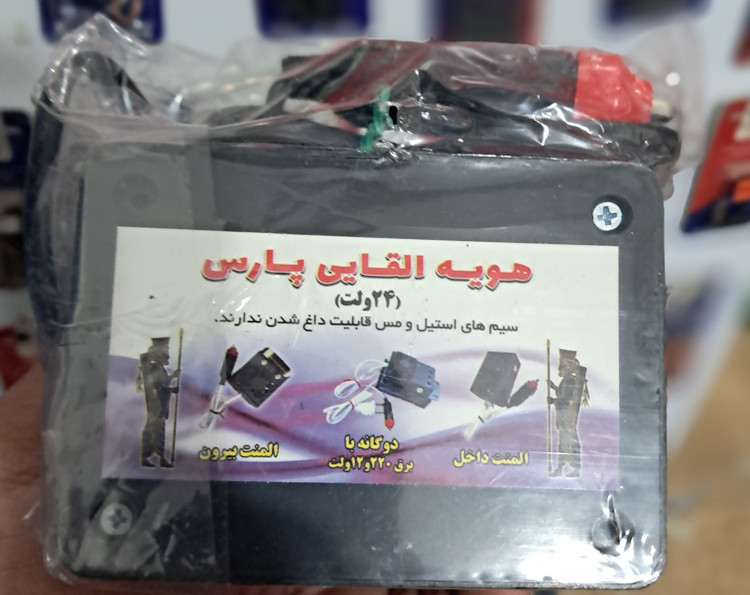 هویه القایی پارس
(۲۴ولت)
سیم های استیل و مس قابلیت داغ شدن ندارند.
المنت داخل
دوگانه با
برق ۲۲۰و۱۲ولت
المنت بیرون